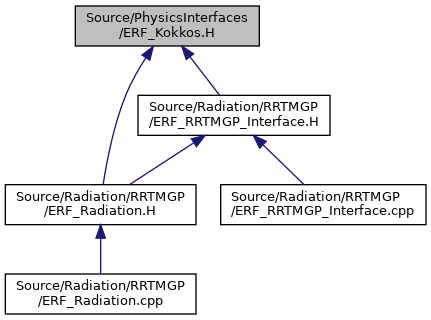 Source/PhysicsInterfaces
/ERF_Kokkos.H
Source/Radiation/RRTMGP
/ERF_RRTMGP_Interface.H
Source/Radiation/RRTMGP
/ERF_Radiation.H
Source/Radiation/RRTMGP
/ERF_RRTMGP_Interface.cpp
Source/Radiation/RRTMGP
/ERF_Radiation.cpp